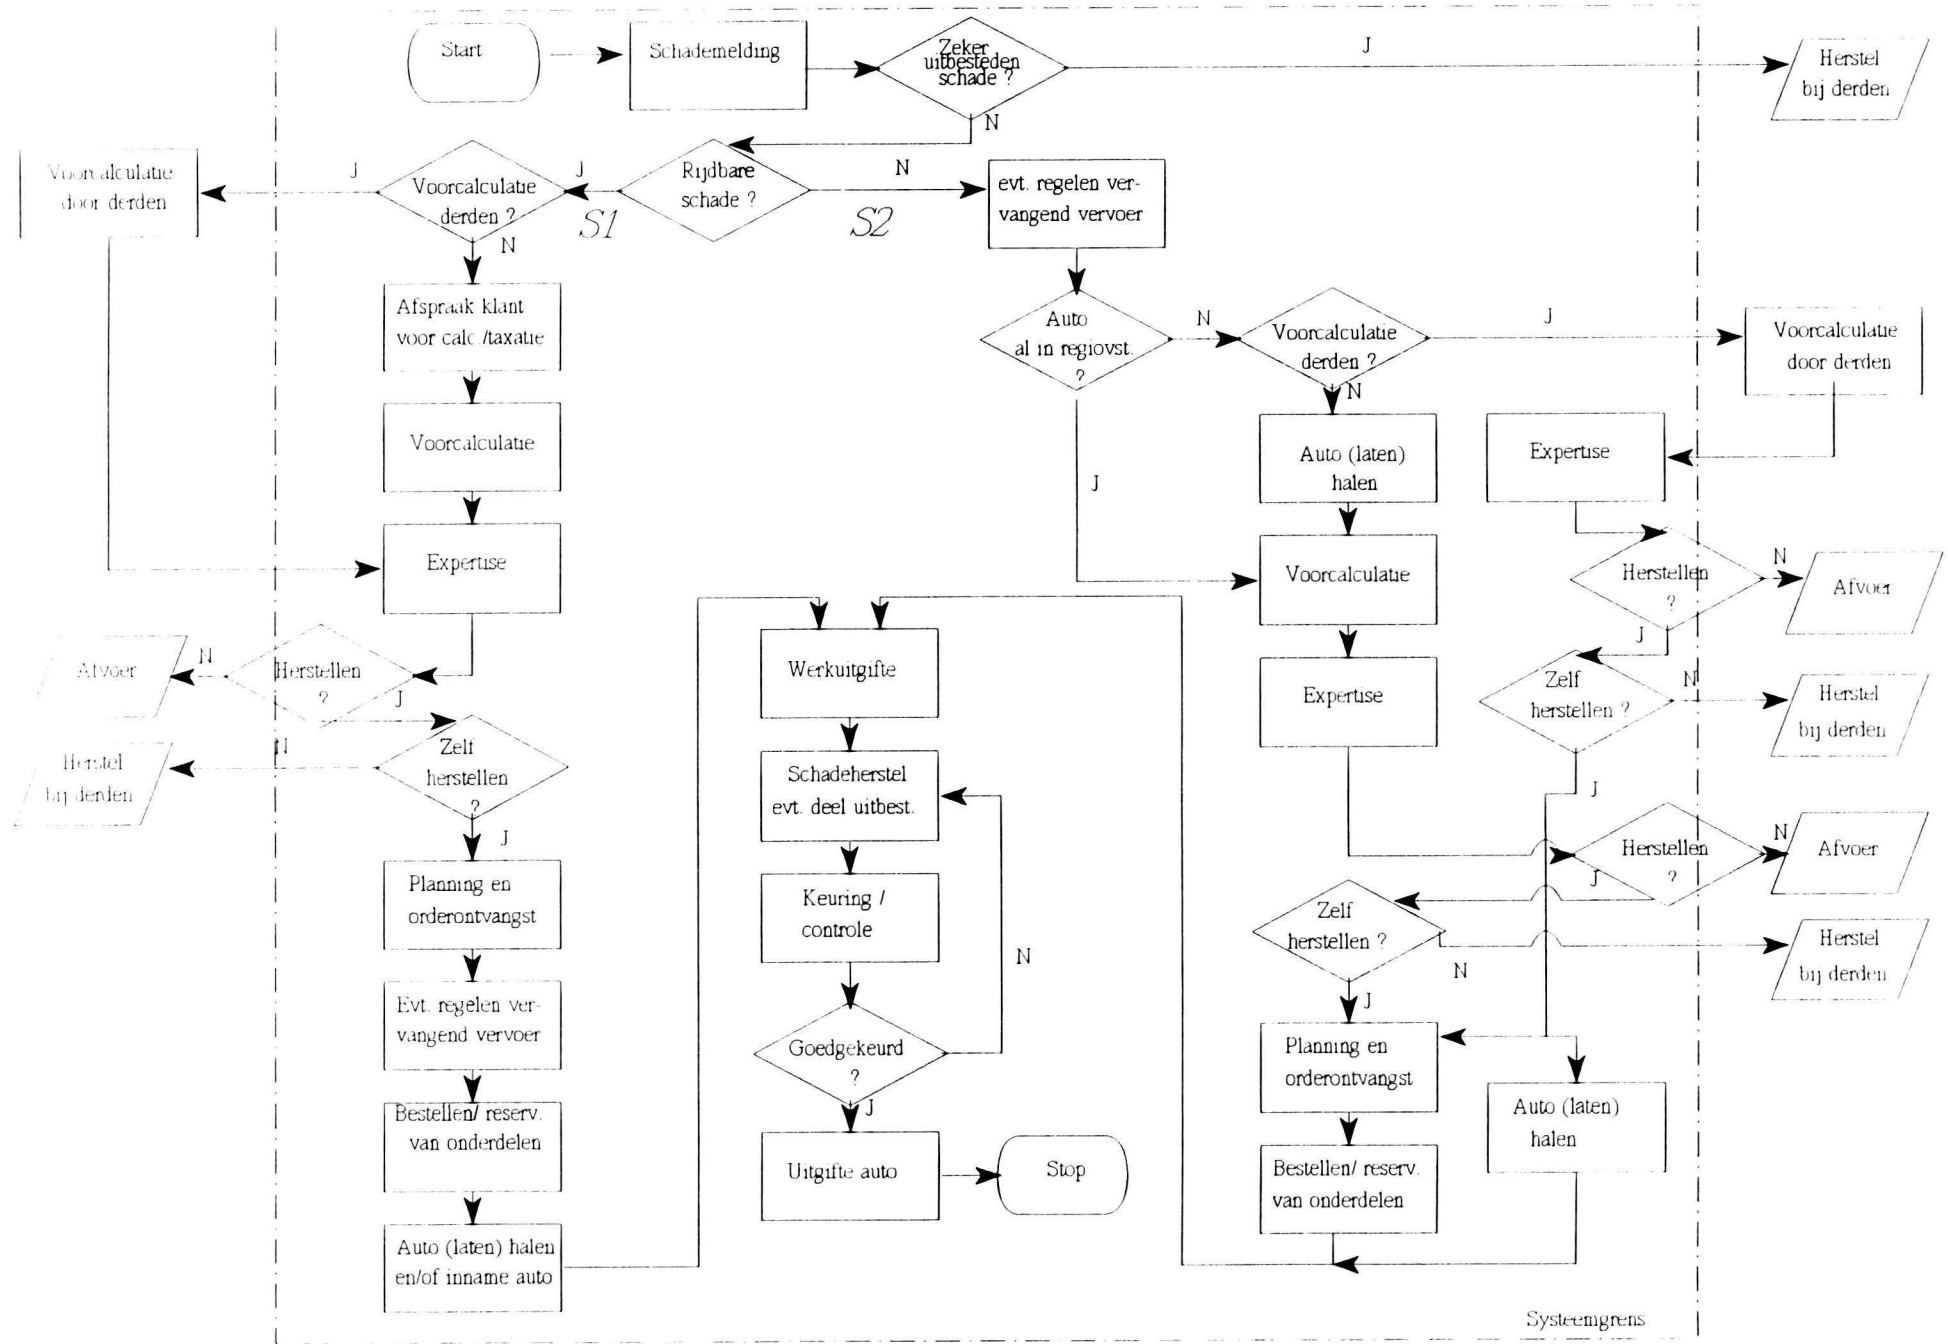 Start
Schademelding
Zeker
uitbesteden
schade ?
J
Herstel
bij derden
N
Voorcalculatie
door derden
J
Voorcalculatie
derden ?
J
S1
Rijdbare
schade ?
N
S2
evt. regelen ver-
vangend vervoer
N
Afspraak klant
voor calc./taxatie
Auto
al in regiovst.
?
N
Voorcalculatie
derden ?
J
Voorcalculatie
door derden
N
Voorcalculatie
J
Auto (laten)
halen
Expertise
Expertise
Voorcalculatie
Herstellen
?
N
Afvoer
J
Afvoer
N
Herstellen
?
J
Werkuitgifte
Expertise
Zelf
herstellen ?
N
Herstel
bij derden
Herstel
bij derden
N
Zelf
herstellen
?
J
Schadeherstel
evt. deel uitbest.
J
Herstellen
?
N
Afvoer
J
Planning en
orderontvangst
Keuring /
controle
N
Zelf
herstellen ?
N
Herstel
bij derden
J
Evt. regelen ver-
vangend vervoer
Goedgekeurd
?
J
Planning en
orderontvangst
Auto (laten)
halen
Bestellen/ reserv.
van onderdelen
Uitgifte auto
Stop
Bestellen/ reserv.
van onderdelen
Auto (laten) halen
en/of inname auto
Systeemgrens